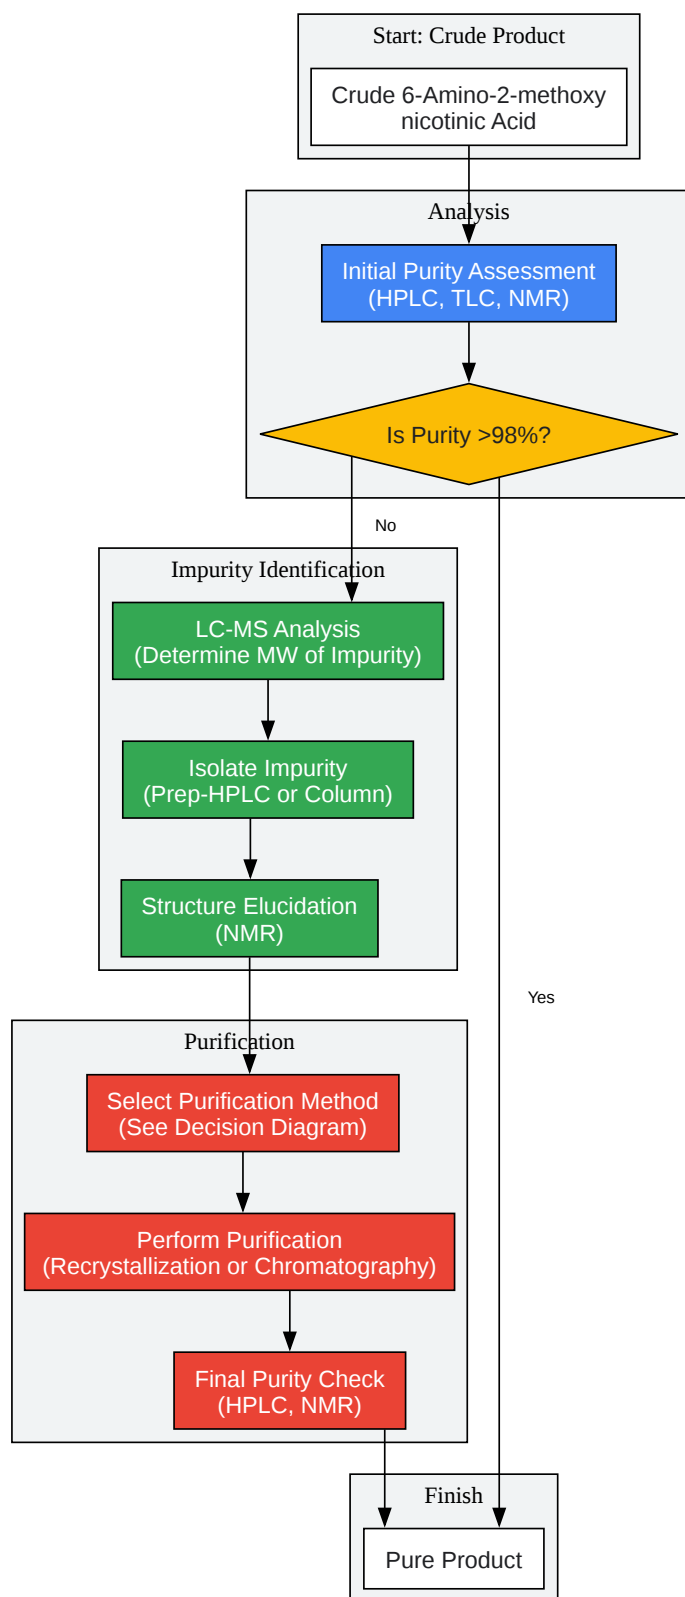 Start: Crude Product
Crude 6-Amino-2-methoxy
nicotinic Acid
Analysis
Initial Purity Assessment
(HPLC, TLC, NMR)
Is Purity >98%?
No
Impurity Identification
LC-MS Analysis
(Determine MW of Impurity)
Isolate Impurity
(Prep-HPLC or Column)
Structure Elucidation
(NMR)
Yes
Purification
Select Purification Method
(See Decision Diagram)
Perform Purification
(Recrystallization or Chromatography)
Final Purity Check
(HPLC, NMR)
Finish
Pure Product